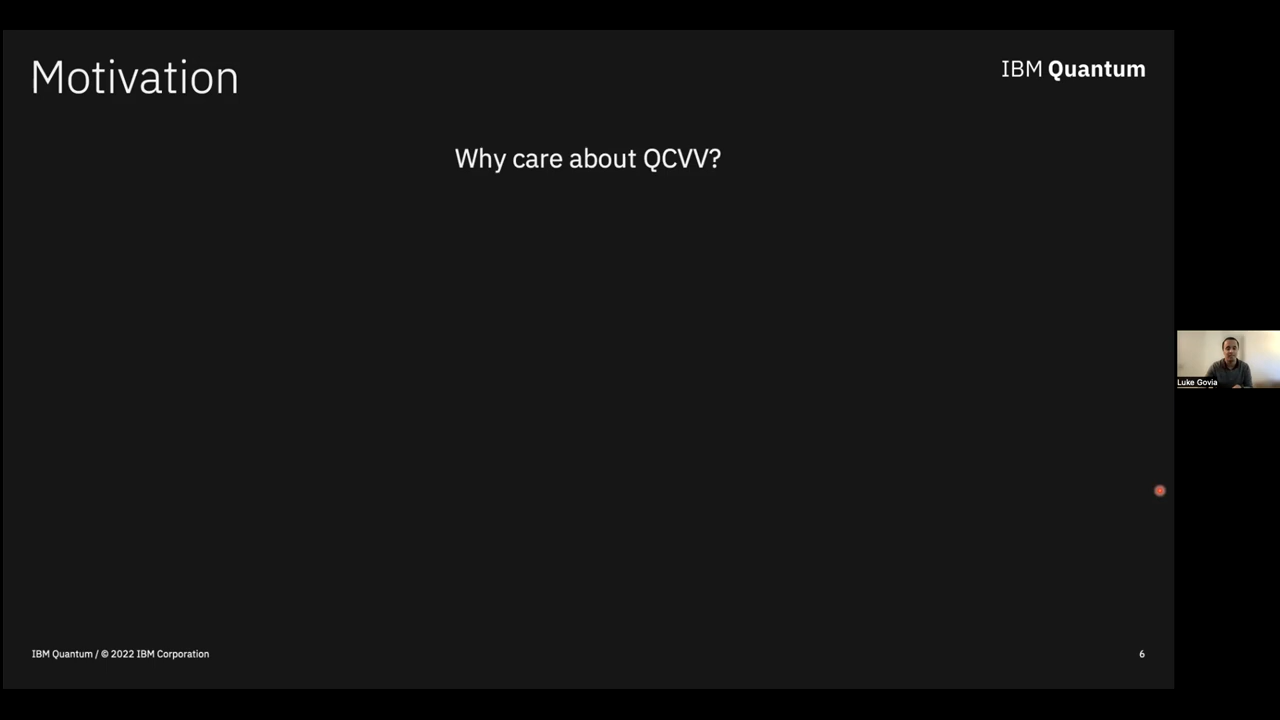 Motivation
IBM Quantum
Why care about QCVV?
Luke Govia
IBM Quantum / © 2022 IBM Corporation
6